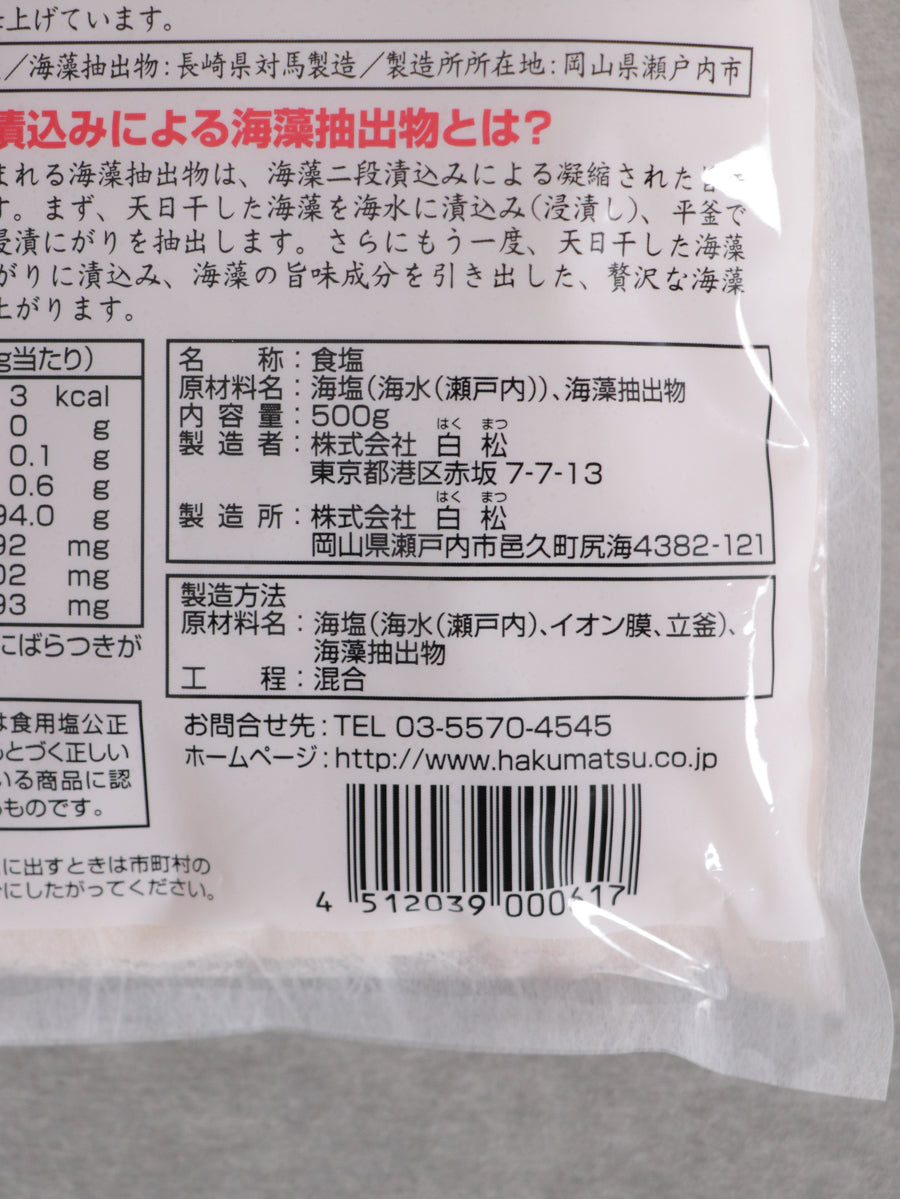 上げています。
／海藻抽出物：長崎県対馬製造／製造所所在地：岡山県瀬戸内市
漬込みによる海藻抽出物とは？
まれる海藻抽出物は、海藻二段漬込みによる凝縮された
す。まず、天日干した海藻を海水に漬込み（浸漬し）、平釜で
浸漬にがりを抽出します。さらにもう一度、天日干した海藻
がりに漬込み、海藻の旨味成分を引き出した、贅沢な海藻
上がります。
g当たり）
3 kcal
0 g
0.1 g
0.6 g
94.0 g
92 mg
02 mg
93 mg
にばらつきが
は食用塩公正
もとづく正しい
いる商品に認
ものです。
に出すときは市町村の
にしたがってください。
名称：食塩
原材料名：海塩（海水（瀬戸内））、海藻抽出物
内容量：500g
はく まつ
製造者：株式会社 白松
東京都港区赤坂 7-7-13
はく まつ
製造所：株式会社 白松
岡山県瀬戸内市邑久町尻海4382-121
製造方法
原材料名：海塩（海水（瀬戸内）、イオン膜、立釜）、
海藻抽出物
工程：混合
お問合せ先：TEL 03-5570-4545
ホームページ：http://www.hakumatsu.co.jp
4 512039 000417